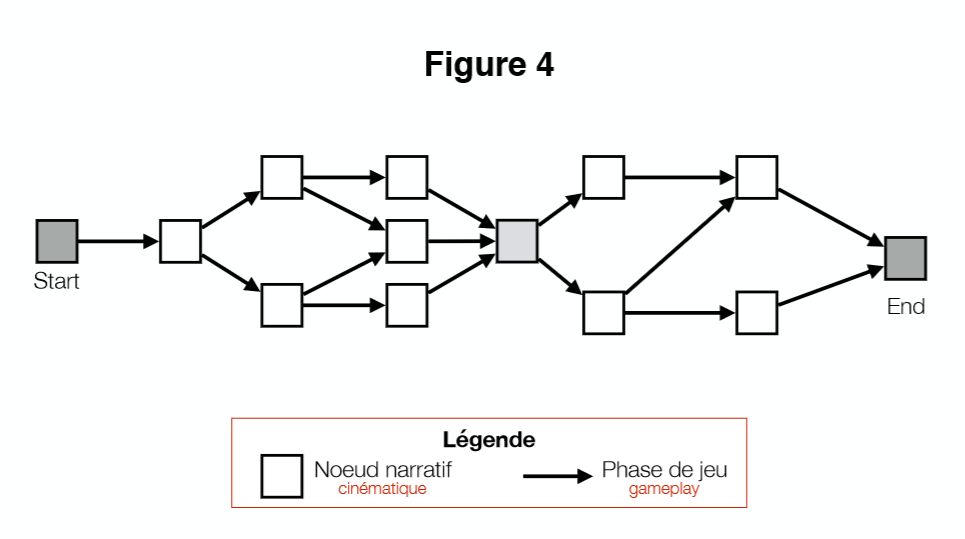 Figure 4
Start
End
Légende
Noeud narratif
cinématique
Phase de jeu
gameplay